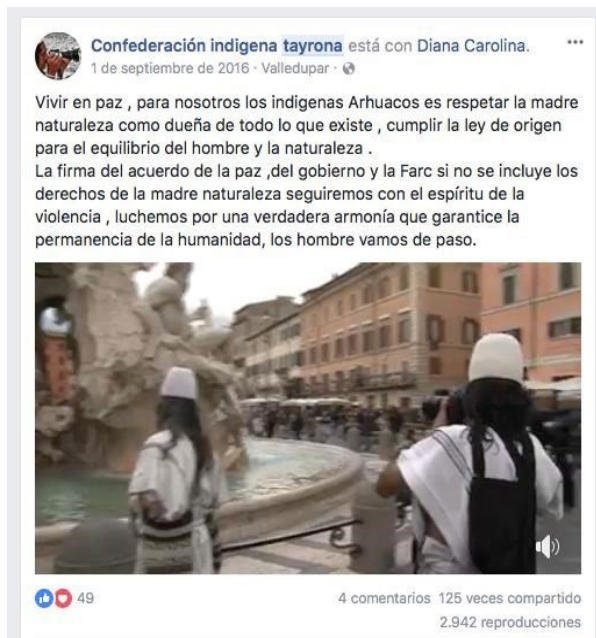 Confederación indigena tayrona está con Diana Carolina.
1 de septiembre de 2016 · Valledupar ·
Vivir en paz , para nosotros los indigenas Arhuacos es respetar la madre
naturaleza como dueña de todo lo que existe , cumplir la ley de origen
para el equilibrio del hombre y la naturaleza .
La firma del acuerdo de la paz ,del gobierno y la Farc si no se incluye los
derechos de la madre naturaleza seguiremos con el espíritu de la
violencia , luchemos por una verdadera armonía que garantice la
permanencia de la humanidad, los hombre vamos de paso.
49
4 comentarios 125 veces compartido
2.942 reproducciones